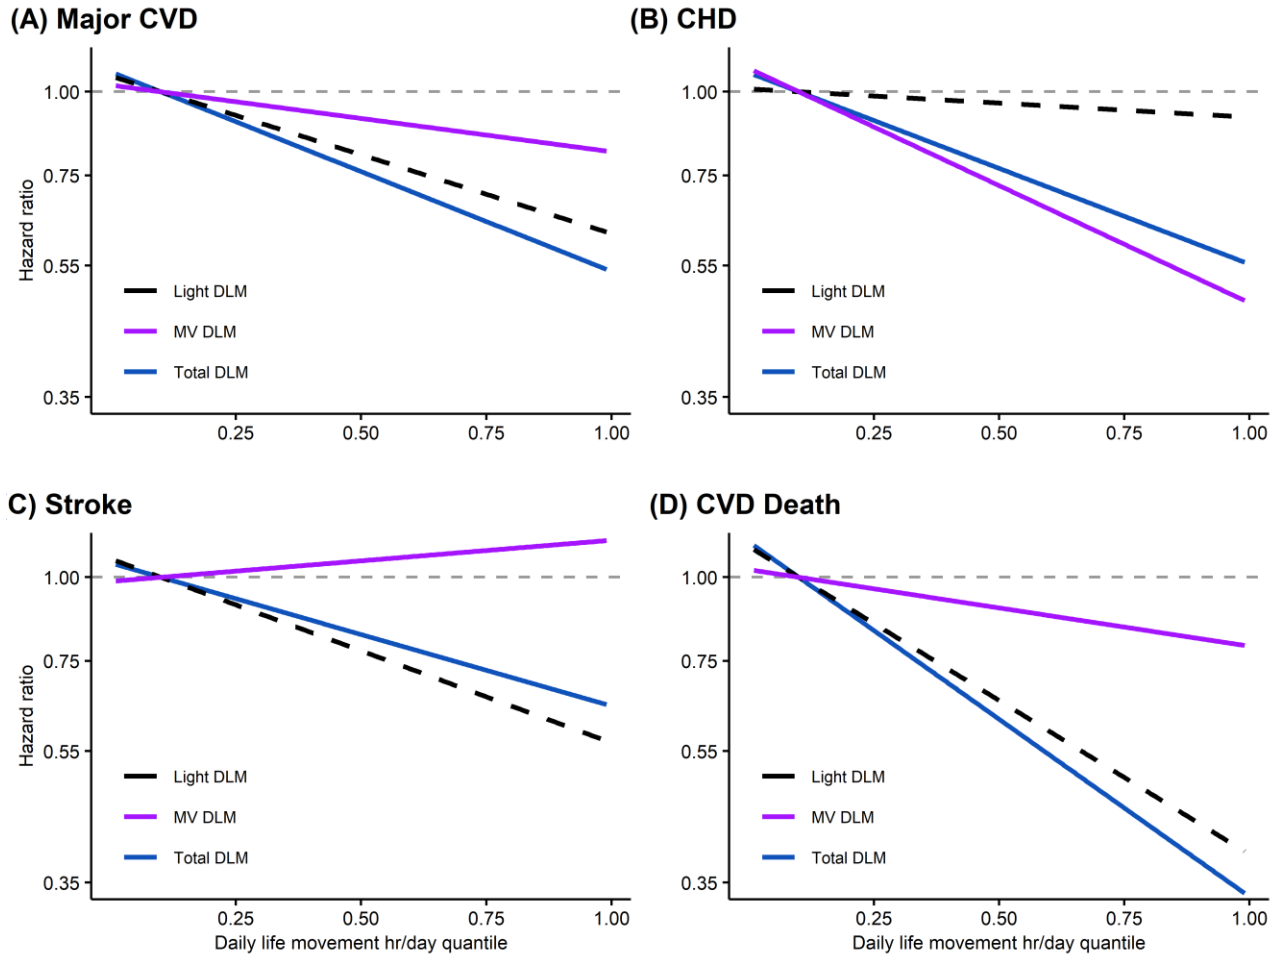 (A) Major CVD
1.00
0.75
0.55
0.35
Hazard ratio
Light DLM
MV DLM
Total DLM
0.25 0.50 0.75 1.00
(B) CHD
1.00
0.75
0.55
0.35
Light DLM
MV DLM
Total DLM
0.25 0.50 0.75 1.00
C) Stroke
1.00
0.75
0.55
0.35
Hazard ratio
Light DLM
MV DLM
Total DLM
0.25 0.50 0.75 1.00
Daily life movement hr/day quantile
(D) CVD Death
1.00
0.75
0.55
0.35
Light DLM
MV DLM
Total DLM
0.25 0.50 0.75 1.00
Daily life movement hr/day quantile